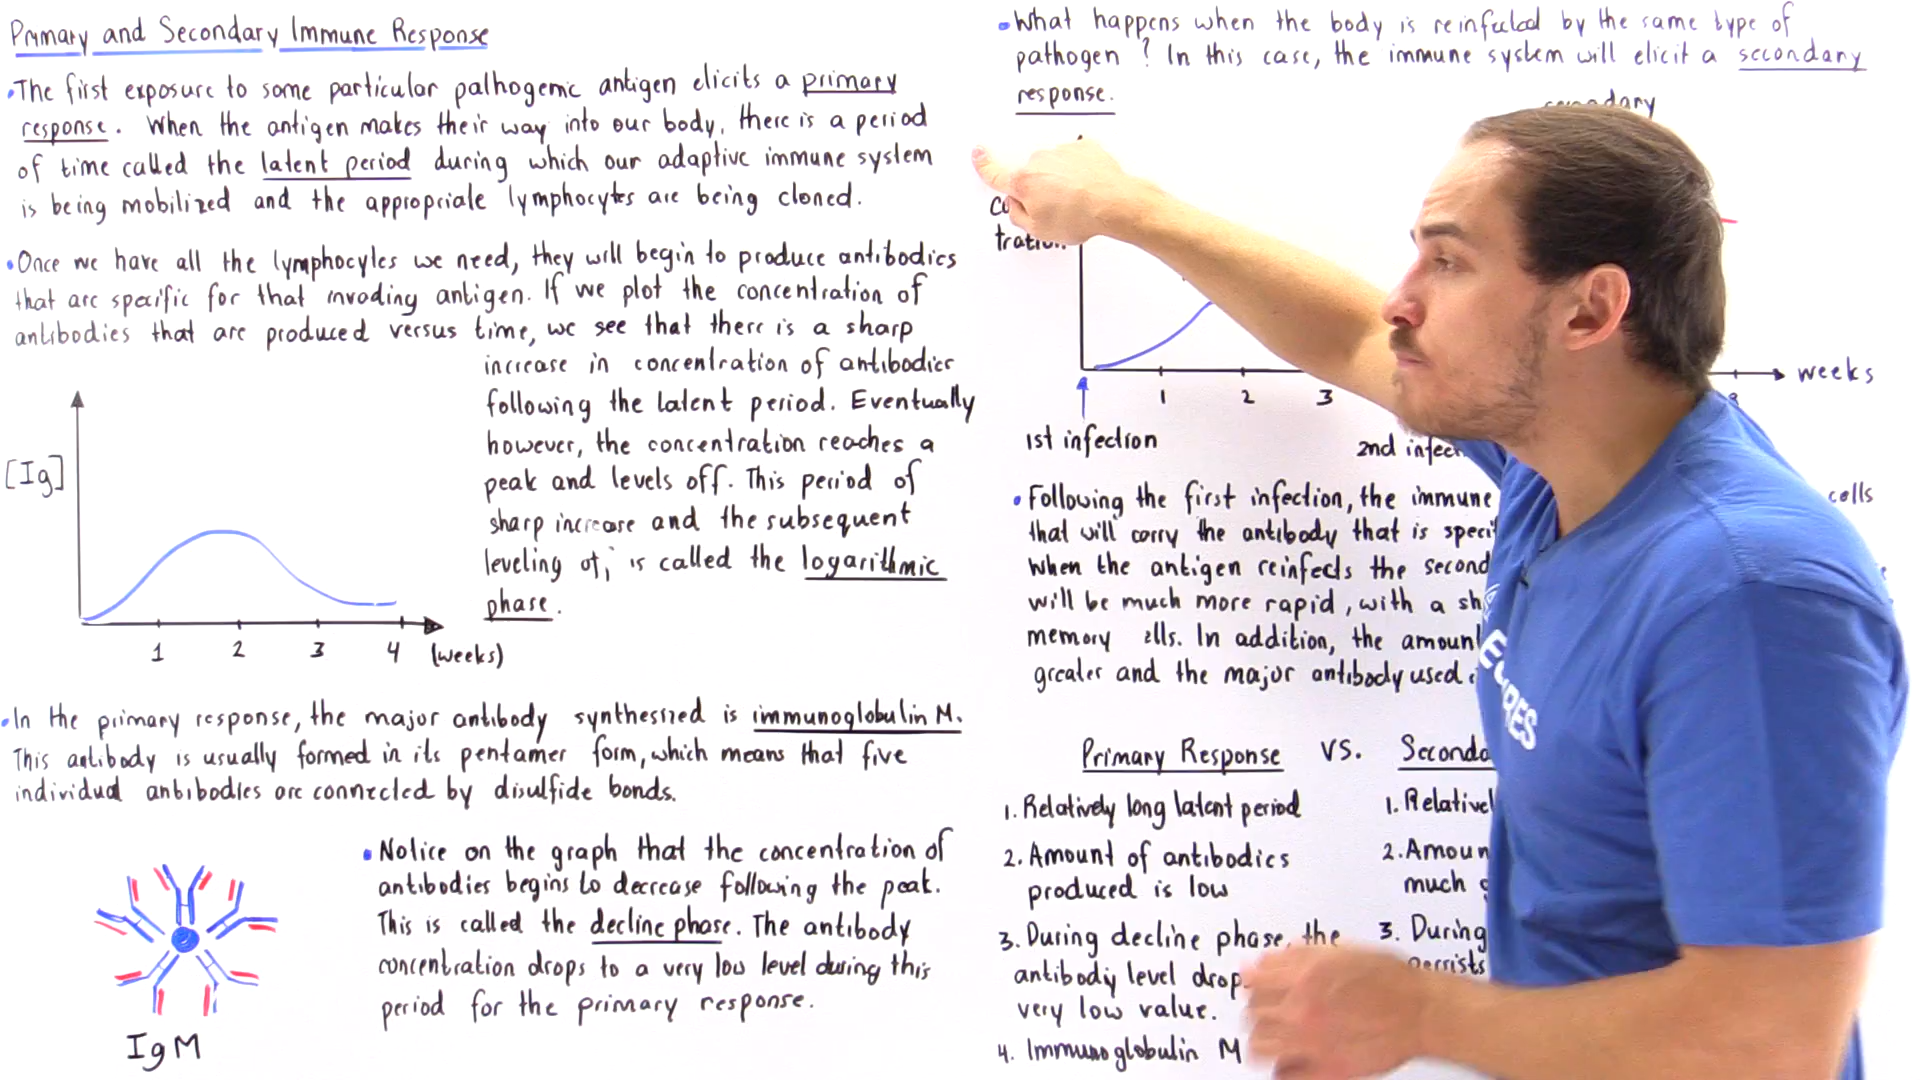 Primary and Secondary Immune Response
•The first exposure to some particular pathogenic antigen elicits a primary
response. When the antigen makes their way into our body, there is a period
of time called the latent period during which our adaptive immune system
is being mobilized and the appropriate lymphocytes are being cloned.
•Once we have all the lymphocytes we need, they will begin to produce antibodies
that are specific for that invading antigen. If we plot the concentration of
antibodies that are produced versus time, we see that there is a sharp
increase in concentration of antibodies
following the latent period. Eventually
however, the concentration reaches a
peak and levels off. This period of
sharp increase and the subsequent
leveling of, is called the logarithmic
phase.
[Ig]
1 2 3 4 (weeks)
•In the primary response, the major antibody synthesized is immunoglobulin M.
This antibody is usually formed in its pentamer form, which means that five
individual antibodies are connected by disulfide bonds.
•Notice on the graph that the concentration of
antibodies begins to decrease following the peak.
This is called the decline phase. The antibody
concentration drops to a very low level during this
period for the primary response.
IgM
•What happens when the body is reinfected by the same type of
pathogen? In this case, the immune system will elicit a secondary
response.
secondary
tration
1 2 3 weeks
1st infection
2nd
•Following the first infection, the immune
cells
that will carry the antibody that is
when the antigen reinfects the
will be much more rapid, with a
memory In addition, the
greater and the major antibody used
Primary Response vs.
1. Relatively long latent period
1.
2. Amount of antibodies
produced is low
2.
much
3. During decline phase, the
antibody level
very low value.
3. During
persists
4. Immunoglobulin M
ECTURES